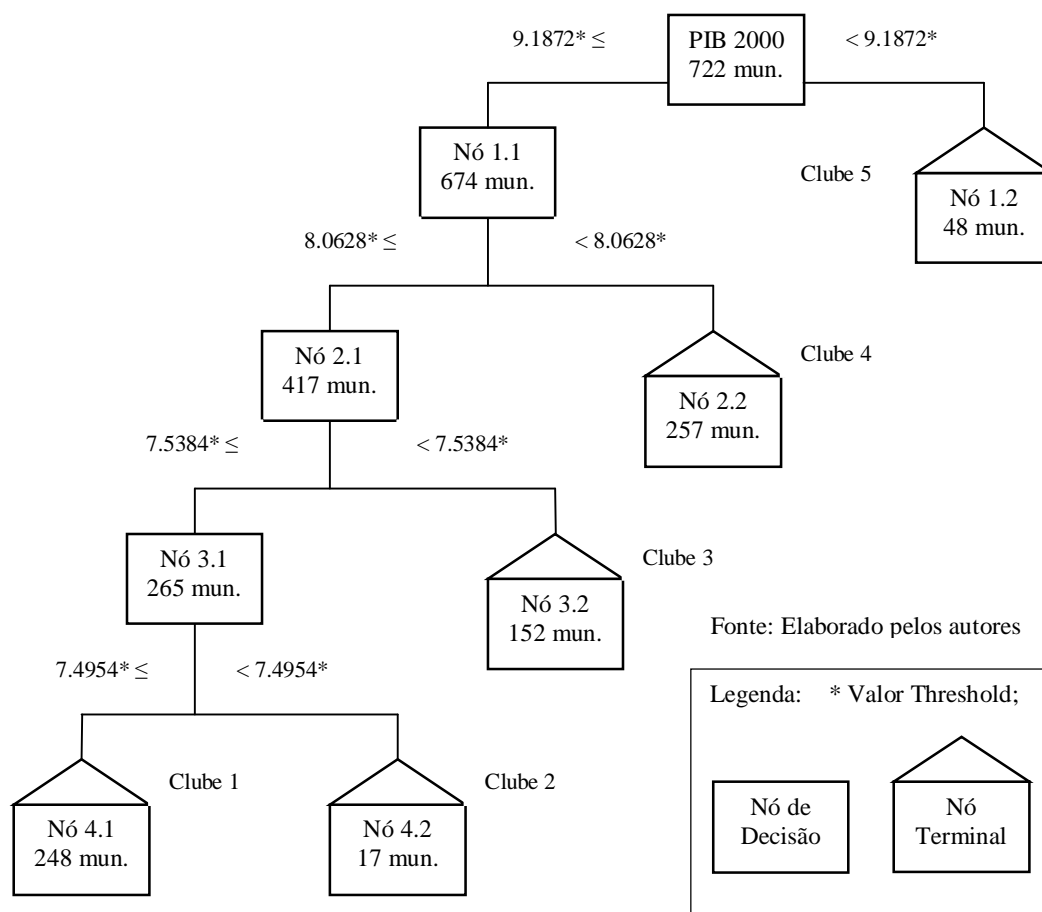 9.1872* ≤
PIB 2000
722 mun.
< 9.1872*
Nó 1.1
674 mun.
Clube 5
Nó 1.2
48 mun.
8.0628* ≤
< 8.0628*
Nó 2.1
417 mun.
Clube 4
Nó 2.2
257 mun.
7.5384* ≤
< 7.5384*
Nó 3.1
265 mun.
Clube 3
Nó 3.2
152 mun.
Fonte: Elaborado pelos autores
7.4954* ≤
< 7.4954*
Legenda: * Valor Threshold;
Clube 1
Clube 2
Nó 4.1
248 mun.
Nó 4.2
17 mun.
Nó de
Decisão
Nó
Terminal